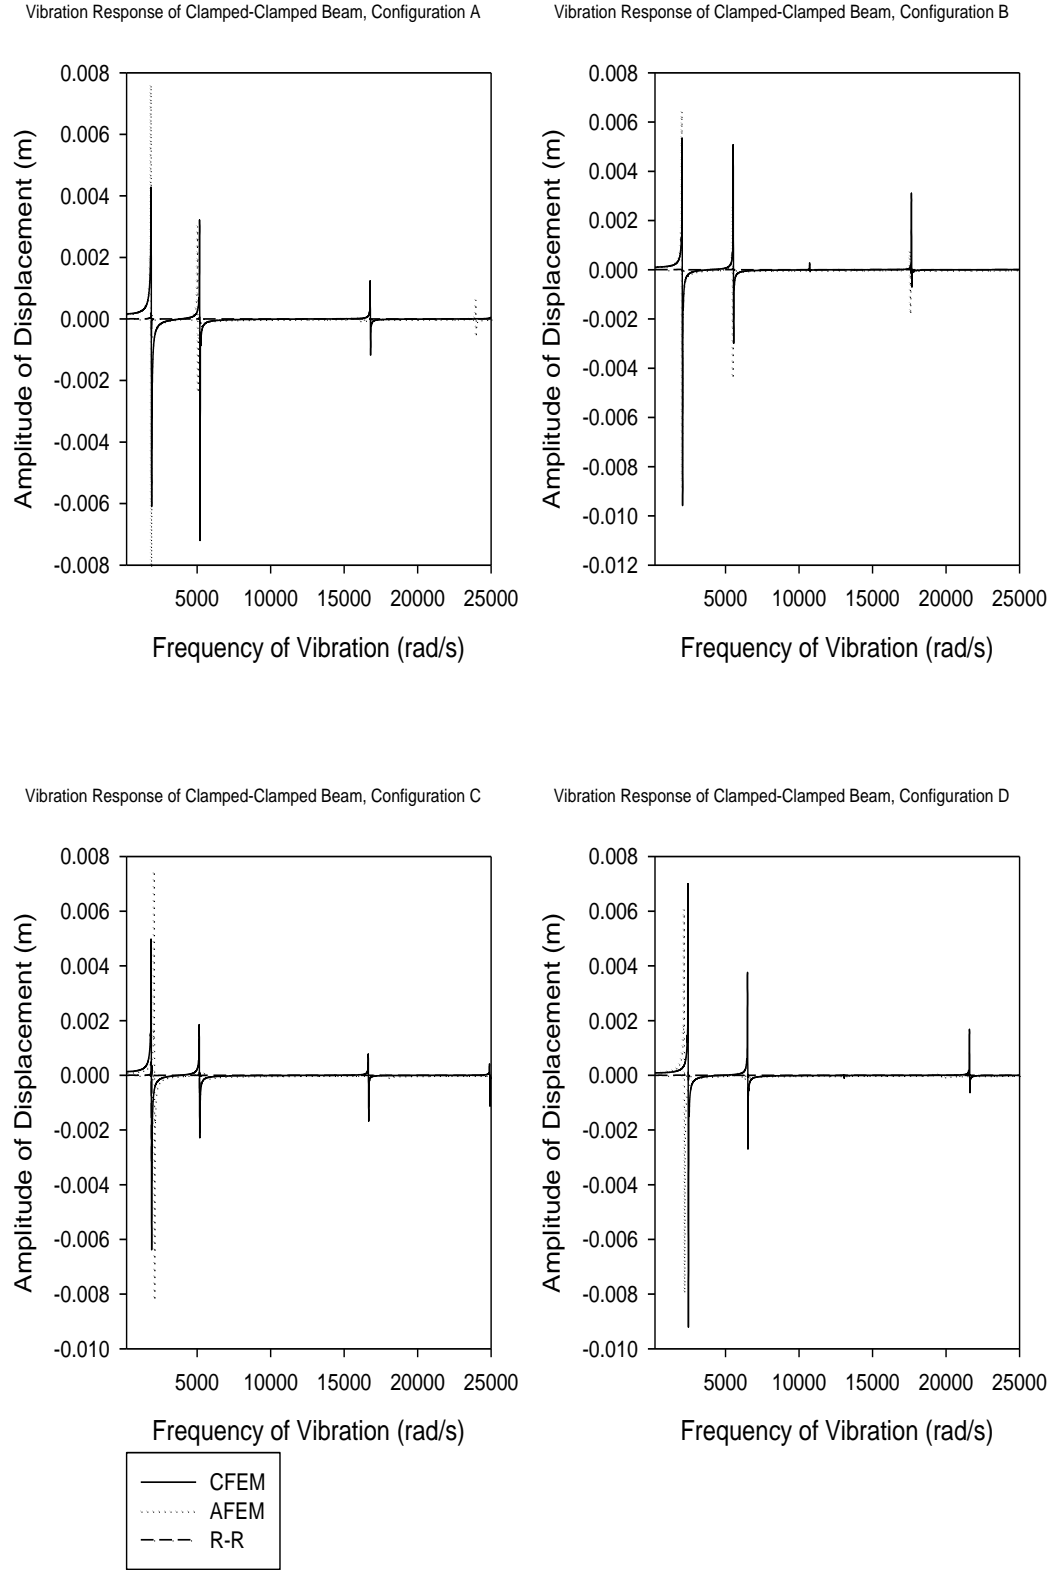 Vibration Response of Clamped-Clamped Beam, Configuration A
Amplitude of Displacement (m)
0.008
0.006
0.004
0.002
0.000
-0.002
-0.004
-0.006
-0.008
5000 10000 15000 20000 25000
Frequency of Vibration (rad/s)
Vibration Response of Clamped-Clamped Beam, Configuration B
Amplitude of Displacement (m)
0.008
0.006
0.004
0.002
0.000
-0.002
-0.004
-0.006
-0.008
-0.010
-0.012
5000 10000 15000 20000 25000
Frequency of Vibration (rad/s)
Vibration Response of Clamped-Clamped Beam, Configuration C
Amplitude of Displacement (m)
0.008
0.006
0.004
0.002
0.000
-0.002
-0.004
-0.006
-0.008
-0.010
5000 10000 15000 20000 25000
Frequency of Vibration (rad/s)
Vibration Response of Clamped-Clamped Beam, Configuration D
Amplitude of Displacement (m)
0.008
0.006
0.004
0.002
0.000
-0.002
-0.004
-0.006
-0.008
-0.010
5000 10000 15000 20000 25000
Frequency of Vibration (rad/s)
CFEM
AFEM
R-R